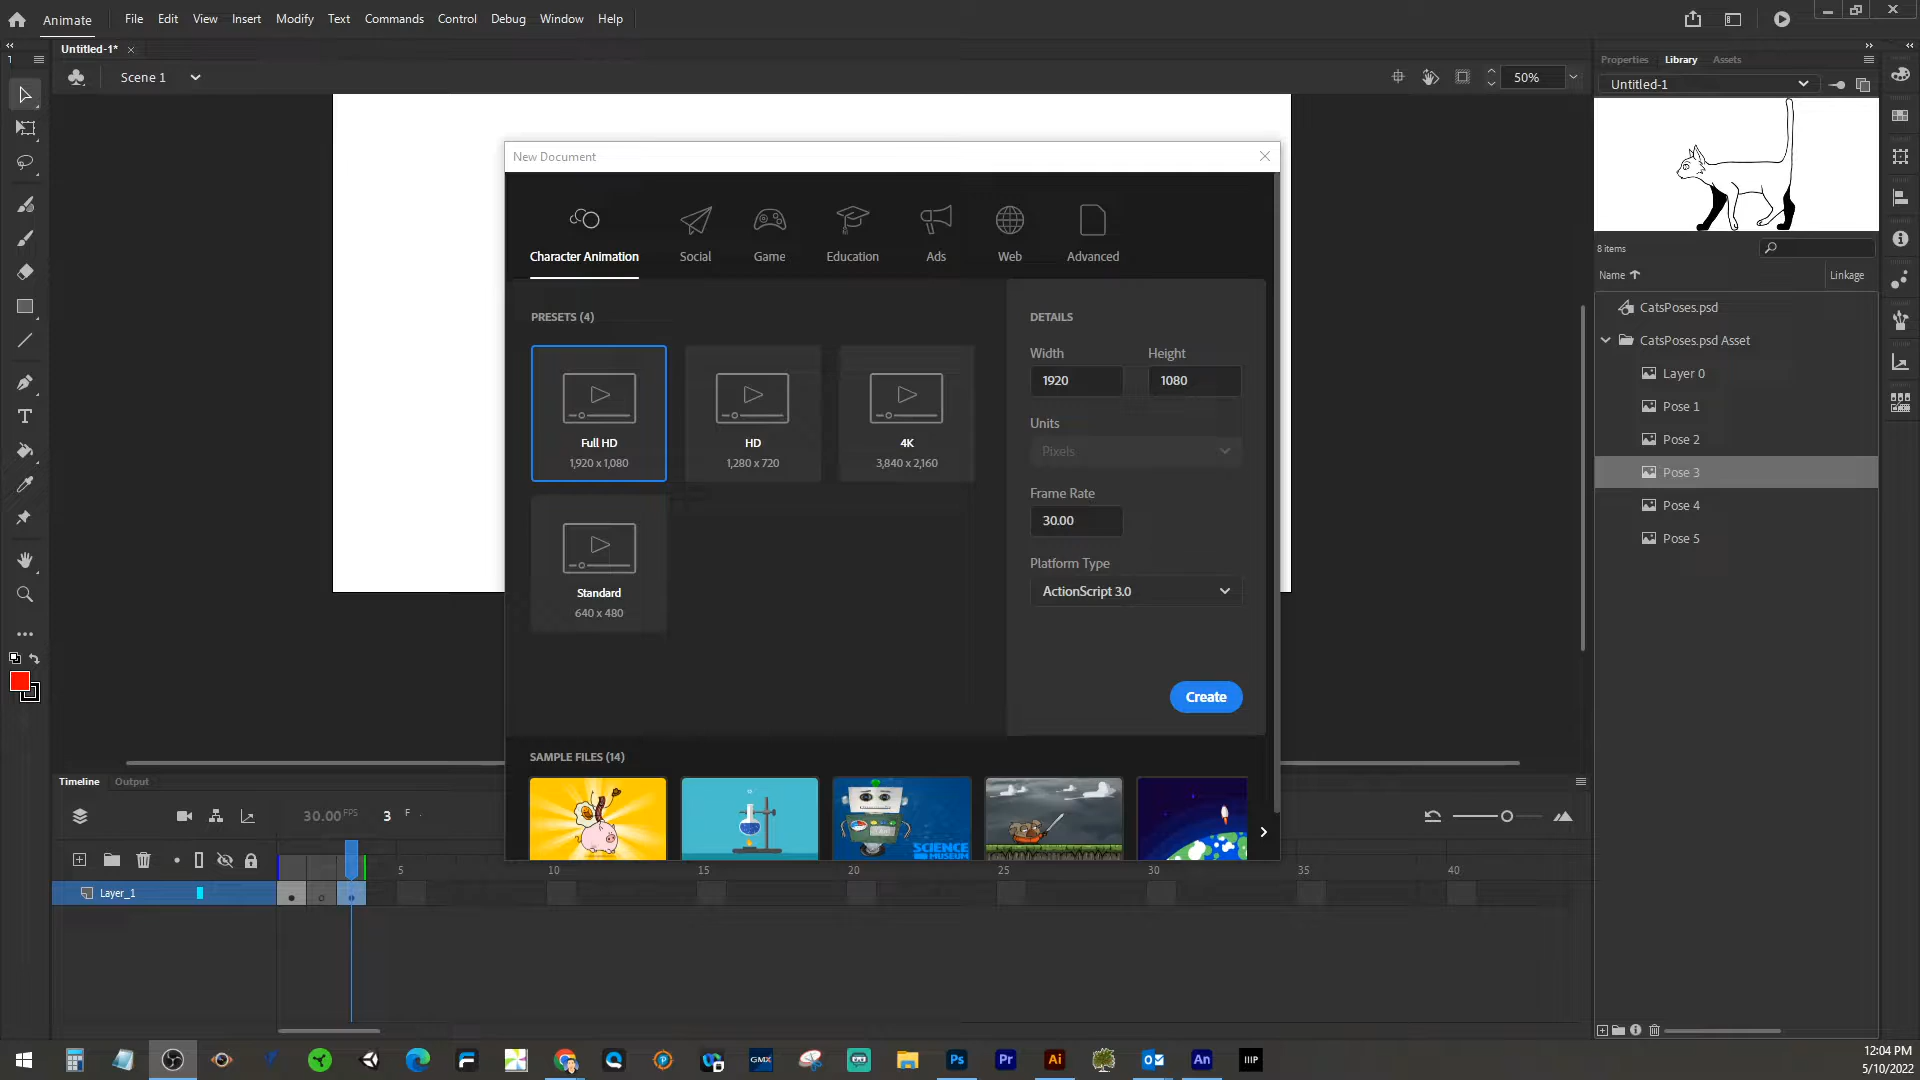 Animate
File Edit View Insert Modify Text Commands Control Debug Window Help
Untitled-1*
Scene 1
50%
Properties Library Assets
Untitled-1
8 items
Name Linkage
CatsPoses.psd
CatsPoses.psd Asset
Layer 0
Pose 1
Pose 2
Pose 3
Pose 4
Pose 5
New Document
Character Animation Social Game Education Ads Web Advanced
PRESETS (4)
Full HD
1,920 x 1,080
HD
1,280 x 720
4K
3,840 x 2,160
Standard
640 x 480
DETAILS
Width Height
1920 1080
Units
Pixels
Frame Rate
30.00
Platform Type
ActionScript 3.0
Create
SAMPLE FILES (14)
SCIENCE
MUSEUM
Timeline Output
30.00 FPS 3 F
5 10 15 20 25 30 35 40
Layer_1
GMX
Ps Pr Ai An
12:04 PM
5/10/2022